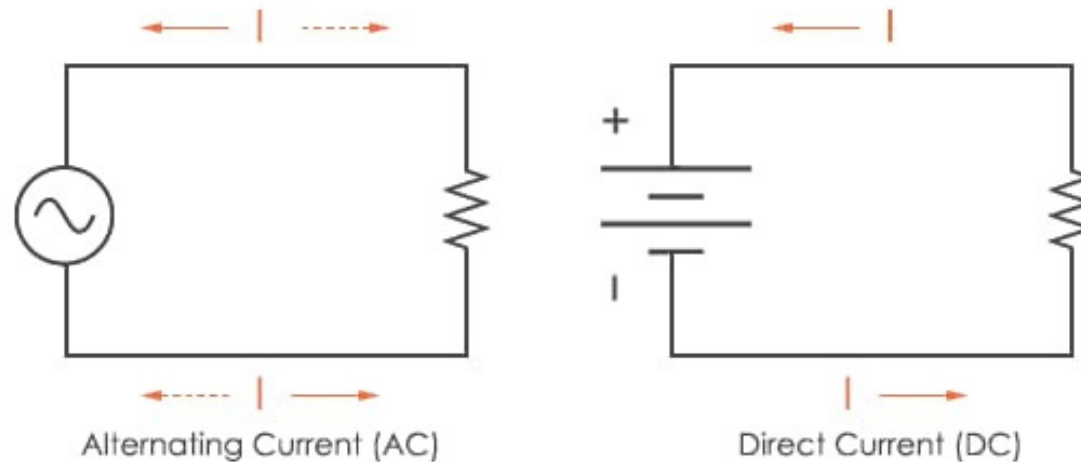 I
I
+
–
I
I
Alternating Current (AC)
Direct Current (DC)